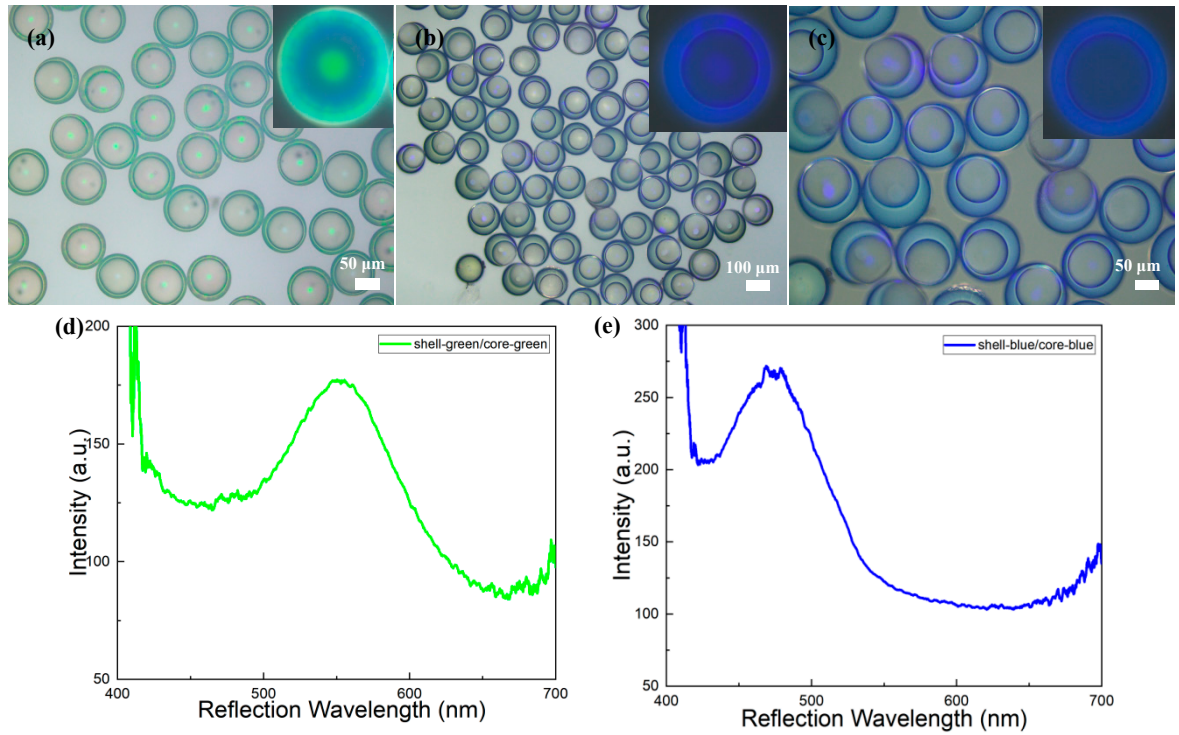 (a)
50 μm
(b)
100 μm
(c)
50 μm
(d)
200
150
100
50
400
500
600
700
Intensity (a.u.)
Reflection Wavelength (nm)
shell-green/core-green
(e)
300
250
200
150
100
50
400
500
600
700
Intensity (a.u.)
Reflection Wavelength (nm)
shell-blue/core-blue